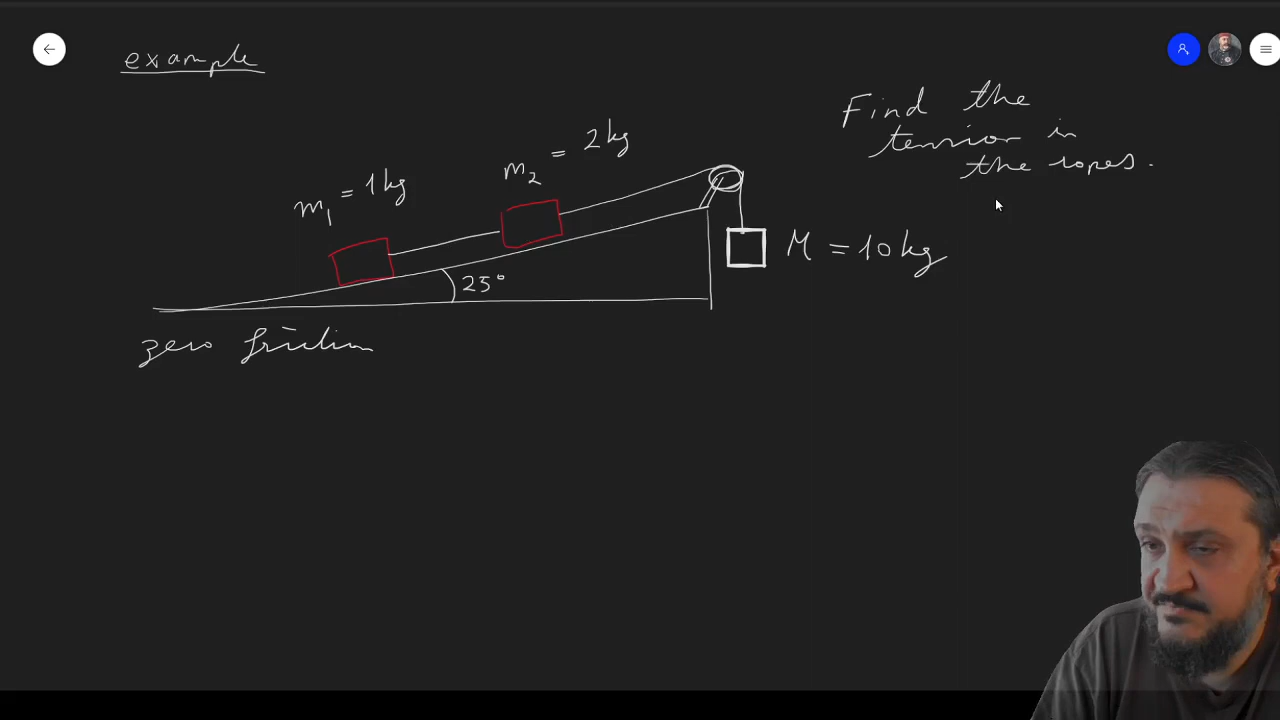 example
Find the
tension in
the ropes.
m₁ = 1kg
m₂ = 2kg
M = 10kg
25°
zero friction